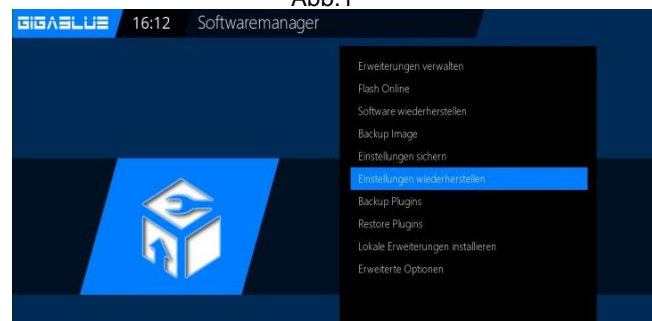 Abb.1
GIGABLUE 16:12 Softwaremanager
Erweiterungen verwalten
Flash Online
Software wiederherstellen
Backup Image
Einstellungen sichern
Einstellungen wiederherstellen
Backup Plugins
Restore Plugins
Lokale Erweiterungen installieren
Erweiterte Optionen